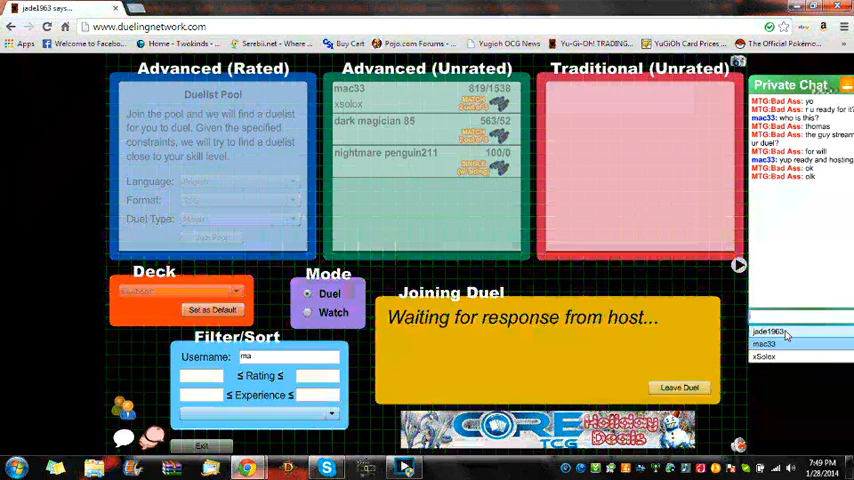 jade1963 says...
www.duelingnetwork.com
Apps
Welcome to Facebook...
Home - Twokinds -...
Serebii.net - Where...
Buy Cart
Pojo.com Forums -...
Yugioh OCG News
Yu-Gi-Oh! TRADING...
YuGiOh Card Prices...
The Official Pokémo...
Advanced (Rated)
Advanced (Unrated)
Traditional (Unrated)
Private Chat
Duelist Pool
Join the pool and we will find a duelist
for you to duel. Given the specified
constraints, we will try to find a duelist
close to your skill level.
Language:
Format:
Duel Type:
mac33 819/1538
xsolox
MATCH
dark magician 85 563/52
MATCH
nightmare penguin211 100/0
SINGLE
MTG:Bad Ass: yo
MTG:Bad Ass: r u ready for it?
mac33: who is this?
MTG:Bad Ass: thomas
MTG:Bad Ass: the guy stream
ur duel?
MTG:Bad Ass: for will
mac33: yup ready and hosting
MTG:Bad Ass: ok
MTG:Bad Ass: olk
Deck
Set as Default
Mode
Duel
Watch
Joining Duel
Waiting for response from host...
Leave Duel
jade1963
mac33
xSolox
Filter/Sort
Username: ma
≤ Rating ≤
≤ Experience ≤
CORE
TCG
Holiday
Deals
Exit
7:49 PM
1/28/2014